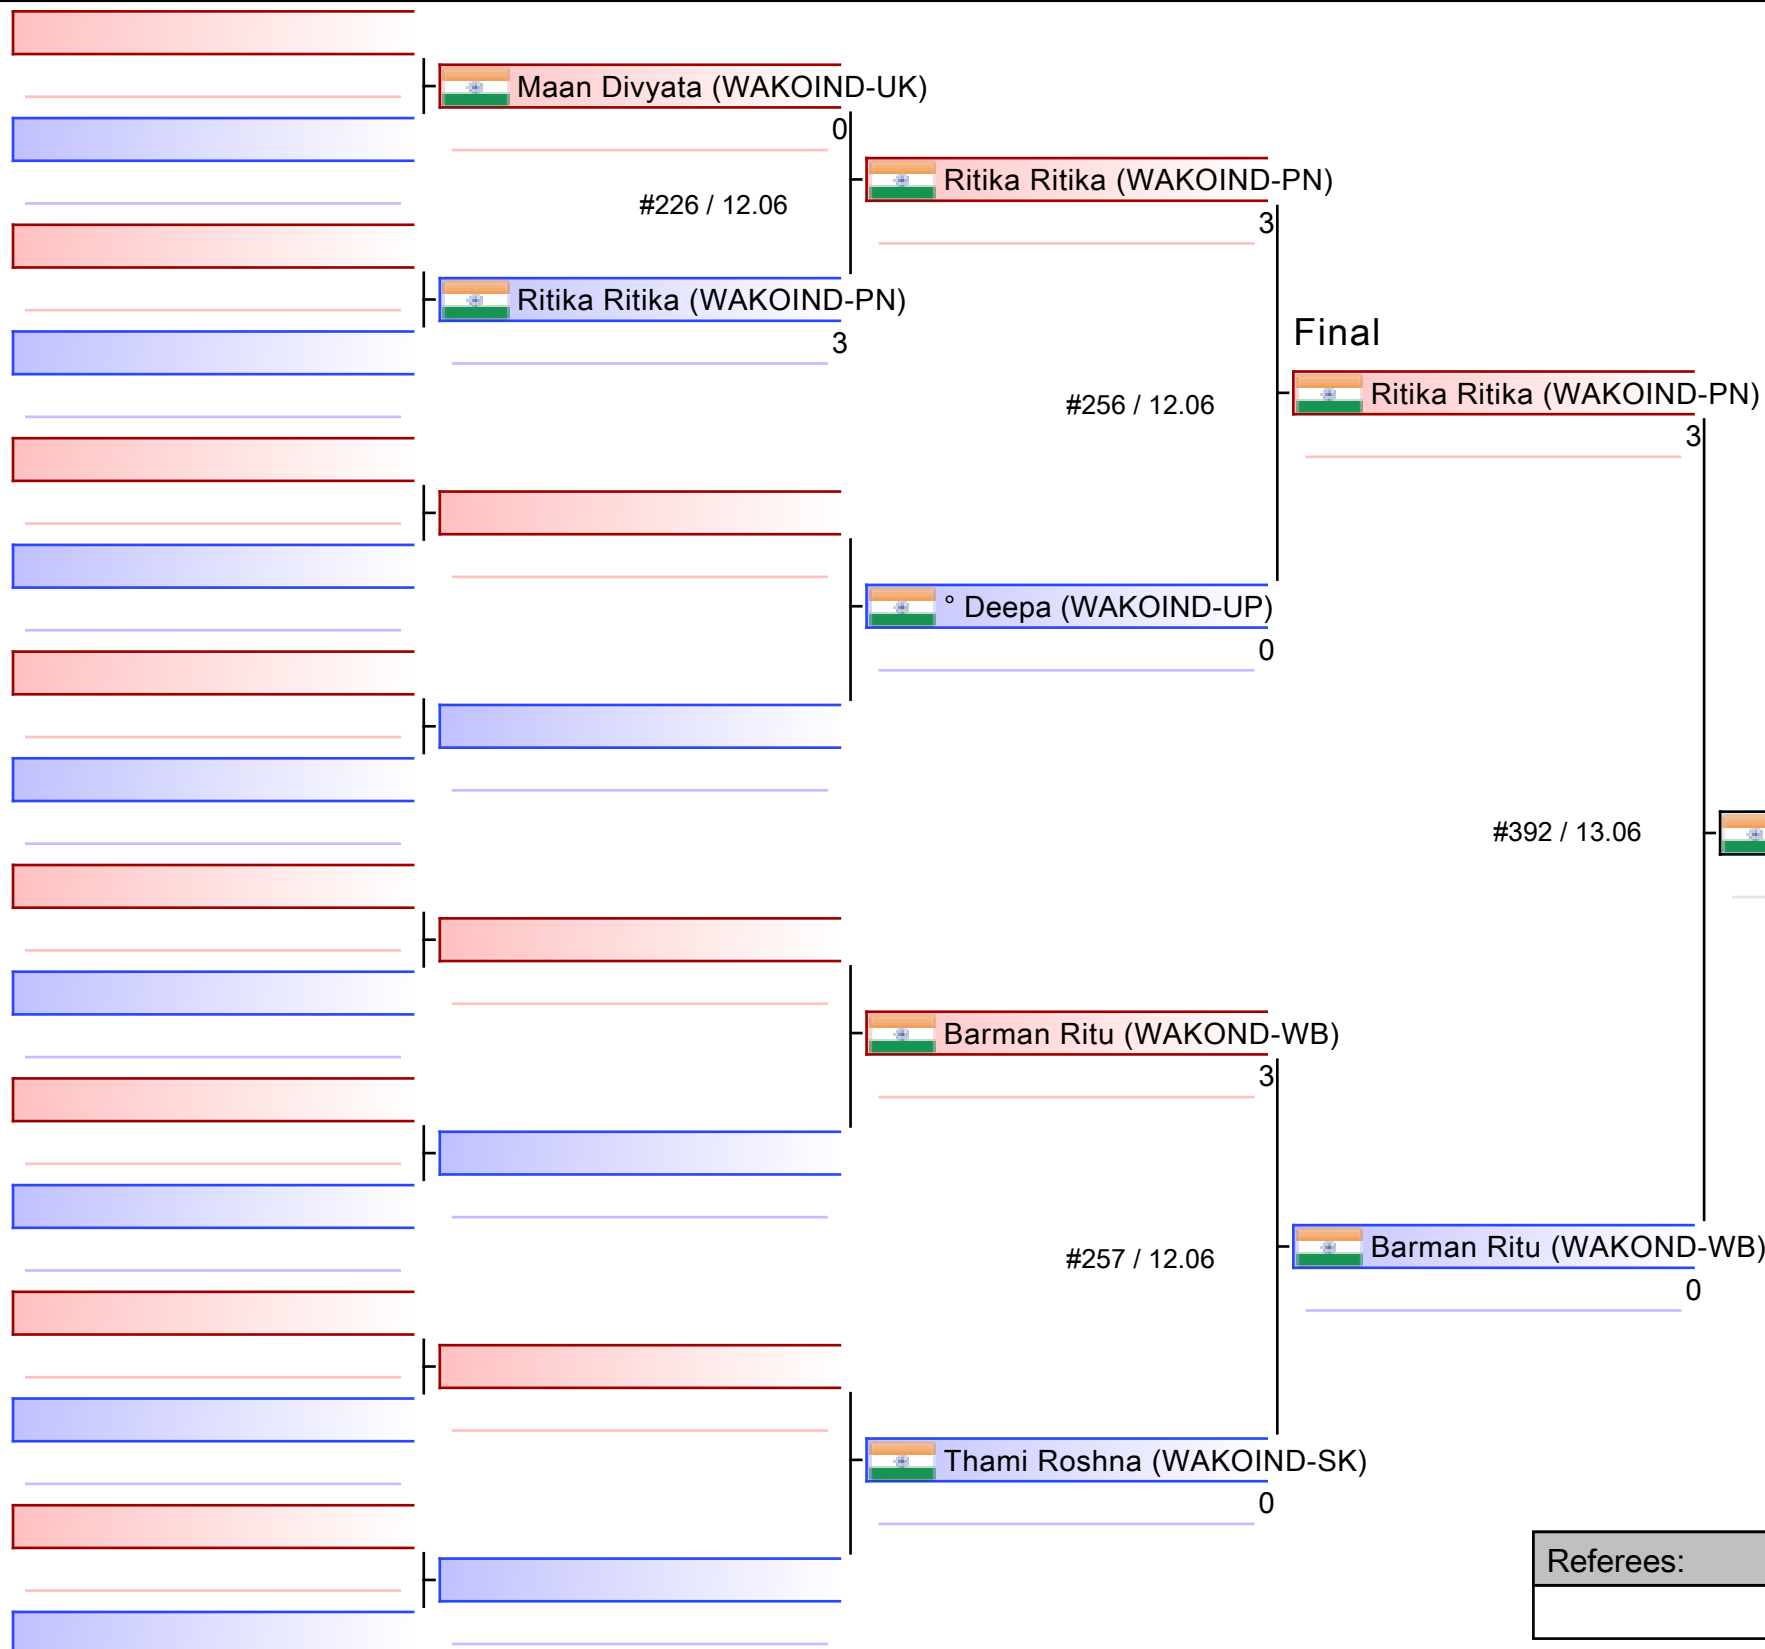 Maan Divyata (WAKOIND-UK)
0
#226 / 12.06
Ritika Ritika (WAKOIND-PN)
3
Ritika Ritika (WAKOIND-PN)
3
#256 / 12.06
° Deepa (WAKOIND-UP)
0
Final
Ritika Ritika (WAKOIND-PN)
3
#392 / 13.06
Barman Ritu (WAKOND-WB)
3
#257 / 12.06
Thami Roshna (WAKOIND-SK)
0
Barman Ritu (WAKOND-WB)
0
Referees: